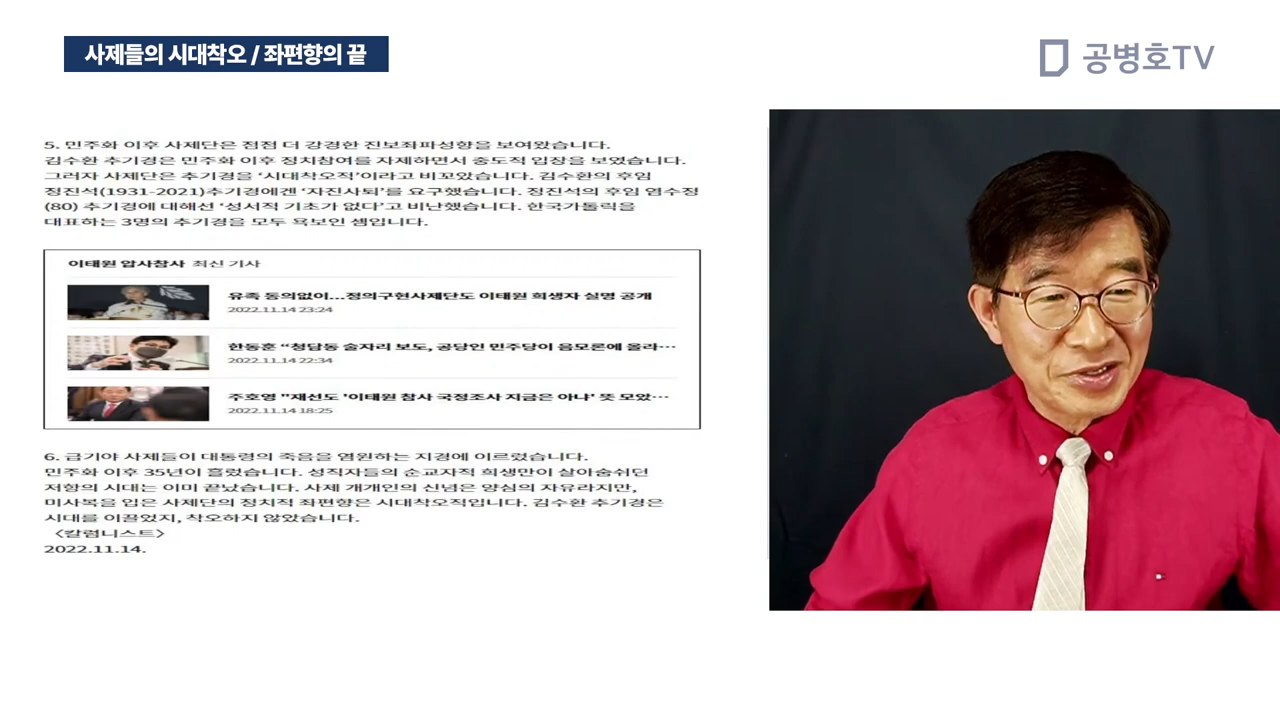 사제들의 시대착오 / 좌편향의 끝
공병호TV
5. 민주화 이후 사제단은 점점 더 강경한 진보좌파성향을 보여왔습니다.
김수환 추기경은 민주화 이후 정치참여를 자제하면서 중도적 입장을 보였습니다.
그러자 사제단은 추기경을 ‘시대착오적’이라고 비꼬았습니다. 김수환의 후임
정진석(1931-2021)추기경에겐 ‘자진사퇴’를 요구했습니다. 정진석의 후임 염수정
(80) 추기경에 대해선 ‘성서적 기초가 없다’고 비난했습니다. 한국가톨릭을
대표하는 3명의 추기경을 모두 욕보인 셈입니다.
이태원 압사참사 최신 기사
유족 동의없이...정의구현사제단도 이태원 희생자 실명 공개
2022.11.14 23:24
한동훈 “청담동 술자리 보도, 공당인 민주당이 음모론에 올라…
2022.11.14 22:34
주호영 "재선도 '이태원 참사 국정조사 지금은 아냐' 뜻 모았…
2022.11.14 18:25
6. 급기야 사제들이 대통령의 죽음을 염원하는 지경에 이르렀습니다.
민주화 이후 35년이 흘렀습니다. 성직자들의 순교자적 희생만이 살아숨쉬던
저항의 시대는 이미 끝났습니다. 사제 개개인의 신념은 양심의 자유라지만,
미사복을 입은 사제단의 정치적 좌편향은 시대착오적입니다. 김수환 추기경은
시대를 이끌었지, 착오하지 않았습니다.
〈칼럼니스트〉
2022.11.14.